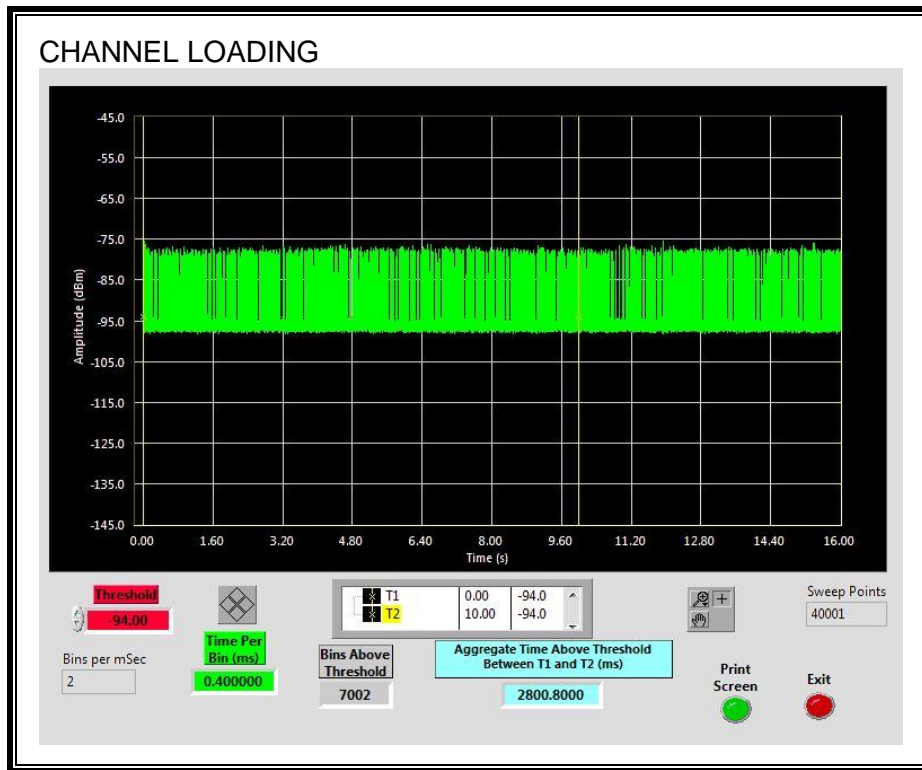 CHANNEL LOADING
-45.0
-55.0
-65.0
-75.0
-85.0
-95.0
-105.0
-115.0
-125.0
-135.0
-145.0
Amplitude (dBm)
0.00 1.60 3.20 4.80 6.40 8.00 9.60 11.20 12.80 14.40 16.00
Time (s)
Threshold
-94.00
Bins per mSec
2
Time Per
Bin (ms)
0.400000
T1 0.00 -94.0
T2 10.00 -94.0
Bins Above
Threshold
7002
Aggregate Time Above Threshold
Between T1 and T2 (ms)
2800.8000
Sweep Points
40001
Print
Screen
Exit